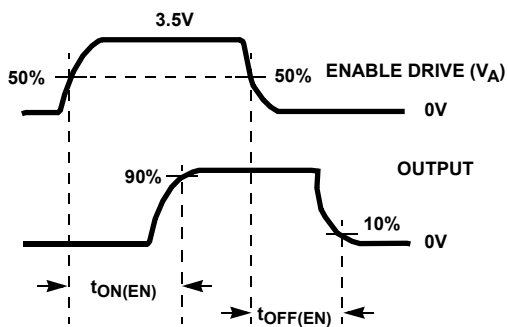 3.5V
50%
50%
ENABLE DRIVE (VA)
0V
OUTPUT
90%
10%
0V
tON(EN)
tOFF(EN)